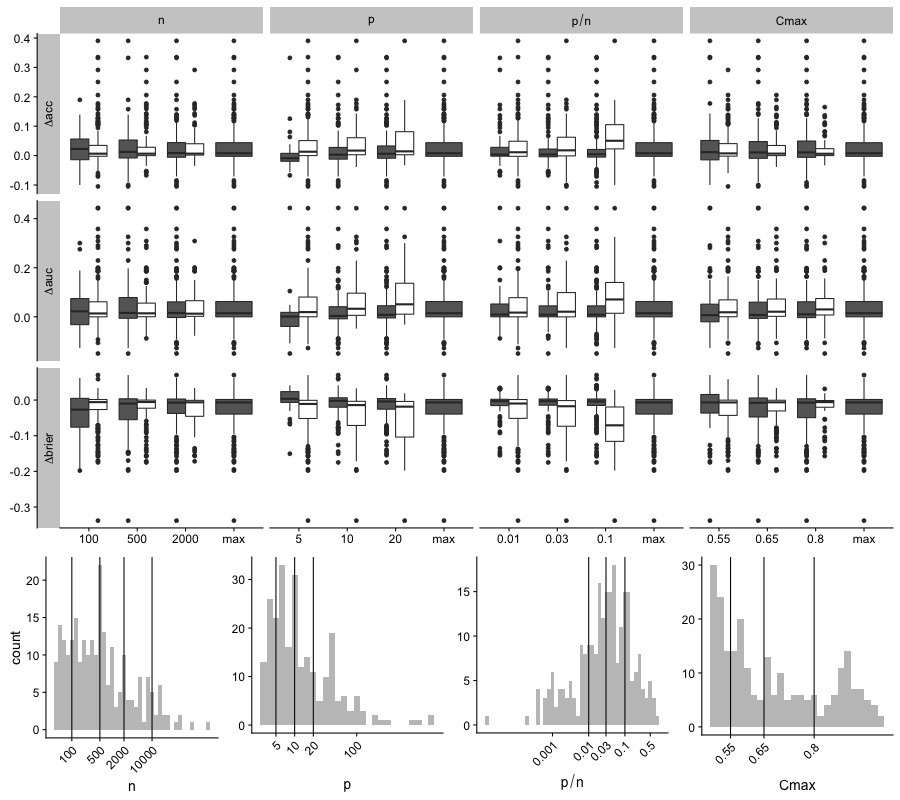 n p p/n Cmax
0.4
0.3
0.2
0.1
0.0
-0.1
Δacc
0.4
0.2
0.0
Δauc
0.0
-0.1
-0.2
-0.3
Δbrier
100 500 2000 max 5 10 20 max 0.01 0.03 0.1 max 0.55 0.65 0.8 max
count
20
15
10
5
0
100 500 2000 10000
n
30
20
10
0
5 10 20 100
p
15
10
5
0
0.001 0.01 0.03 0.1 0.5
p/n
30
20
10
0
0.55 0.65 0.8
Cmax